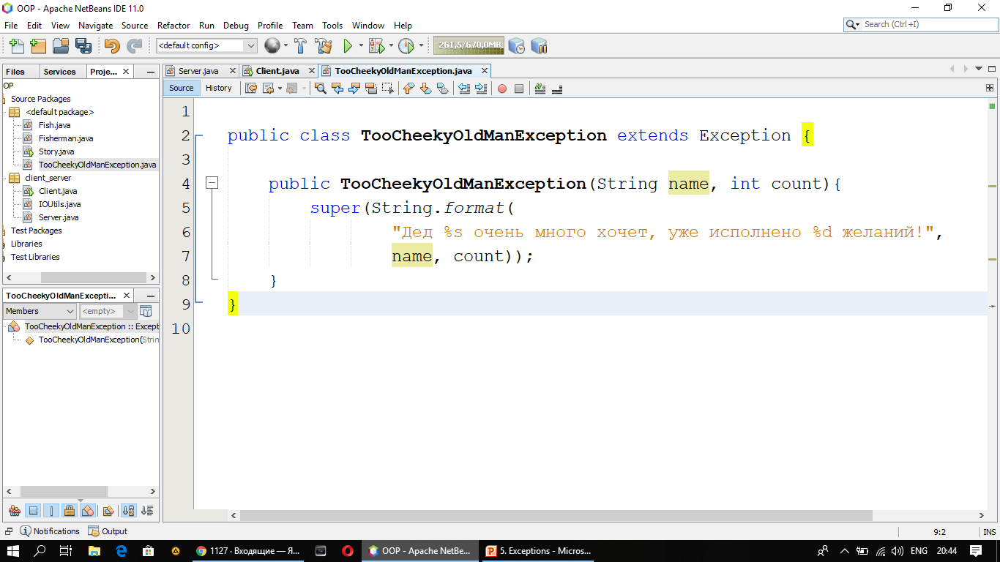 OOP - Apache NetBeans IDE 11.0
File Edit View Navigate Source Refactor Run Debug Profile Team Tools Window Help
Search (Ctrl+I)
<default config>
261,5/670,0MB
Files Services Proje...
Server.java Client.java TooCheekyOldManException.java
Source History
OP
Source Packages
<default package>
Fish.java
Fisherman.java
Story.java
TooCheekyOldManException.java
client_server
Client.java
IOUtils.java
Server.java
Test Packages
Libraries
Test Libraries
TooCheekyOldManExcepti...
Members <empty>
TooCheekyOldManException :: Except
TooCheekyOldManException(Strin
1
2 public class TooCheekyOldManException extends Exception {
3
4 public TooCheekyOldManException(String name, int count){
5 super(String.format(
6 "Дед %s очень много хочет, уже исполнено %d желаний!",
7 name, count));
8 }
9 }
10
Notifications Output
9:2 INS
1127 · Входящие — Я...
OOP - Apache NetBe...
5. Exceptions - Micros...
ENG 20:44